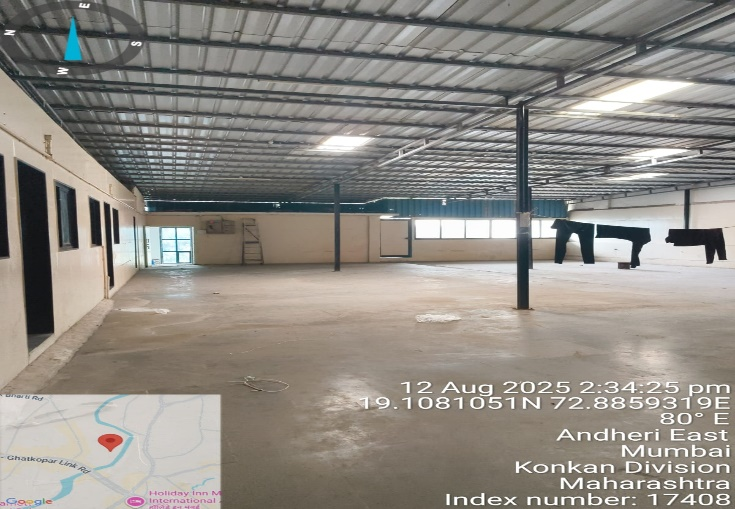 N
E
S
W
12 Aug 2025 2:34:25 pm
19.1081051N 72.8859319E
80° E
Andheri East
Mumbai
Konkan Division
Maharashtra
Index number: 17408
Rd
- Ghatkopar Link Rd
Google
Holiday Inn M
International